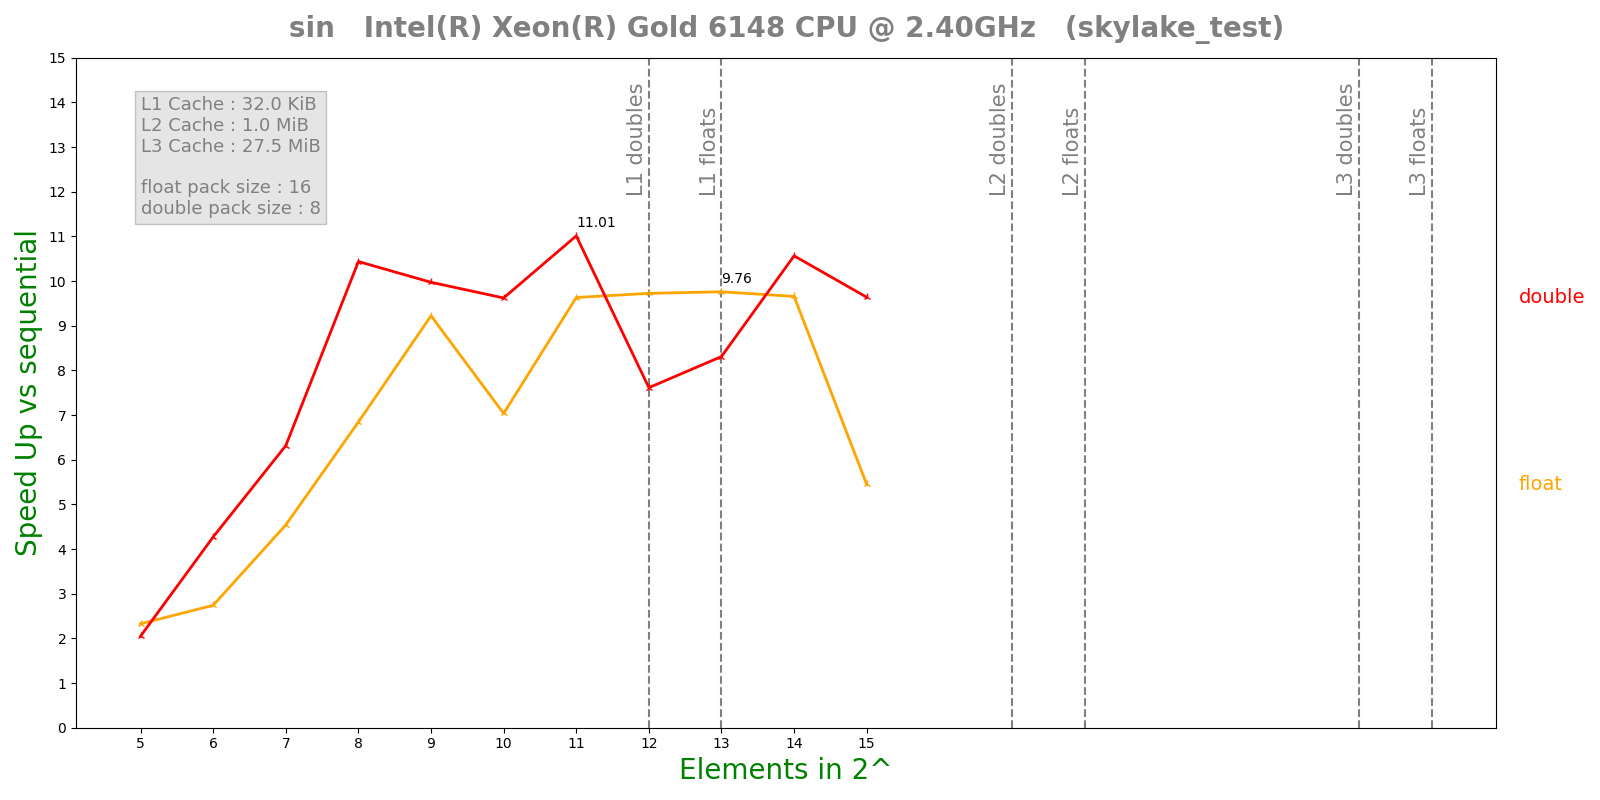 sin   Intel(R) Xeon(R) Gold 6148 CPU @ 2.40GHz   (skylake_test)
Speed Up vs sequential
15
14
13
12
11
10
9
8
7
6
5
4
3
2
1
0
L1 Cache : 32.0 KiB
L2 Cache : 1.0 MiB
L3 Cache : 27.5 MiB
float pack size : 16
double pack size : 8
L1 doubles
L1 floats
L2 doubles
L2 floats
L3 doubles
L3 floats
11.01
9.76
double
float
5 6 7 8 9 10 11 12 13 14 15
Elements in 2^